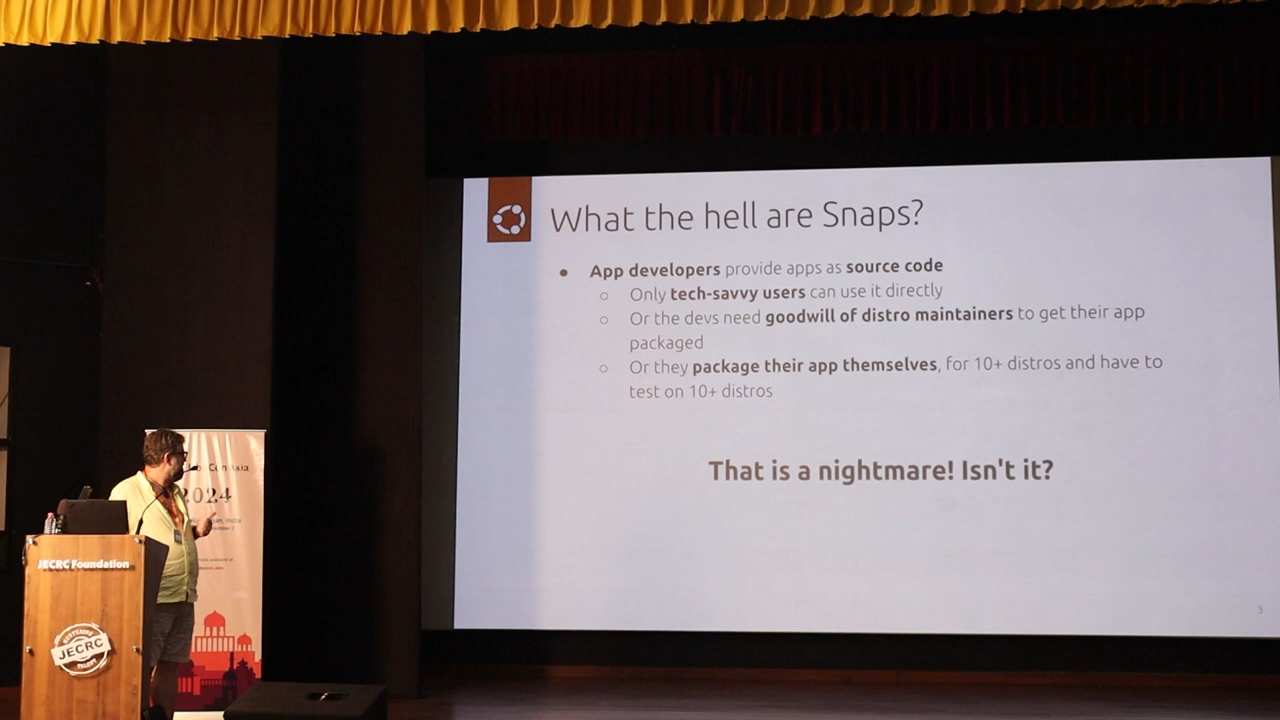 What the hell are Snaps?
● App developers provide apps as source code
○ Only tech-savvy users can use it directly
○ Or the devs need goodwill of distro maintainers to get their app
packaged
○ Or they package their app themselves, for 10+ distros and have to
test on 10+ distros
That is a nightmare! Isn't it?
3
Asia
2024
India
JECRC Foundation
JECRC